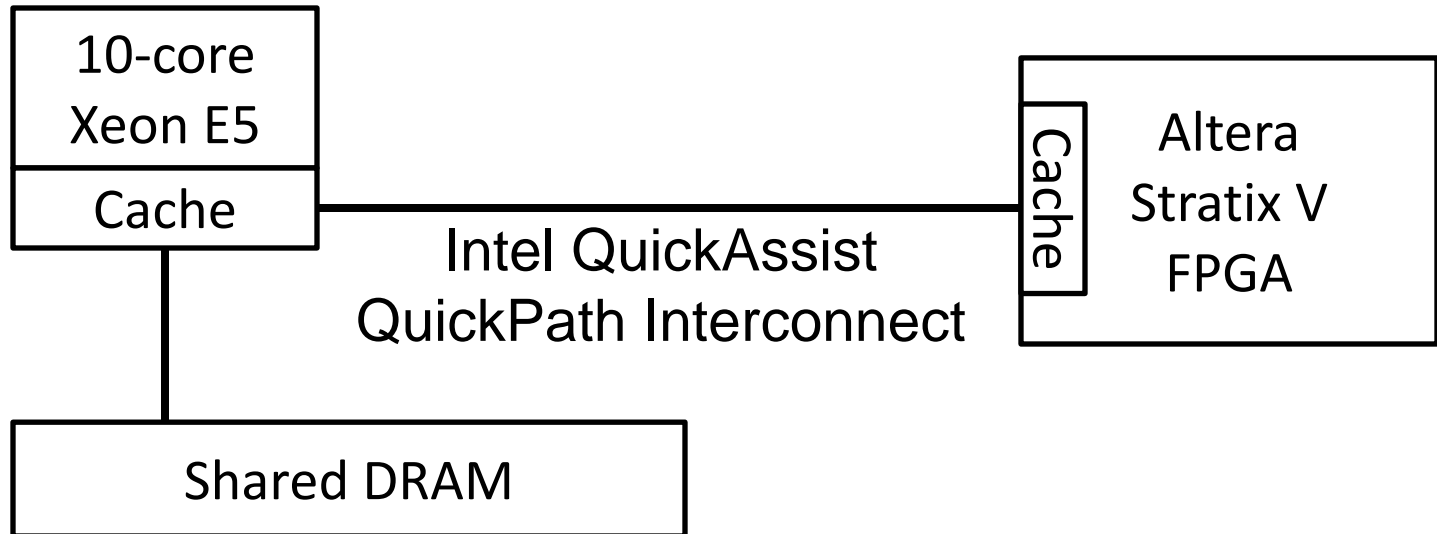 10-core
Xeon E5
Cache
Intel QuickAssist
QuickPath Interconnect
Cache
Altera
Stratix V
FPGA
Shared DRAM